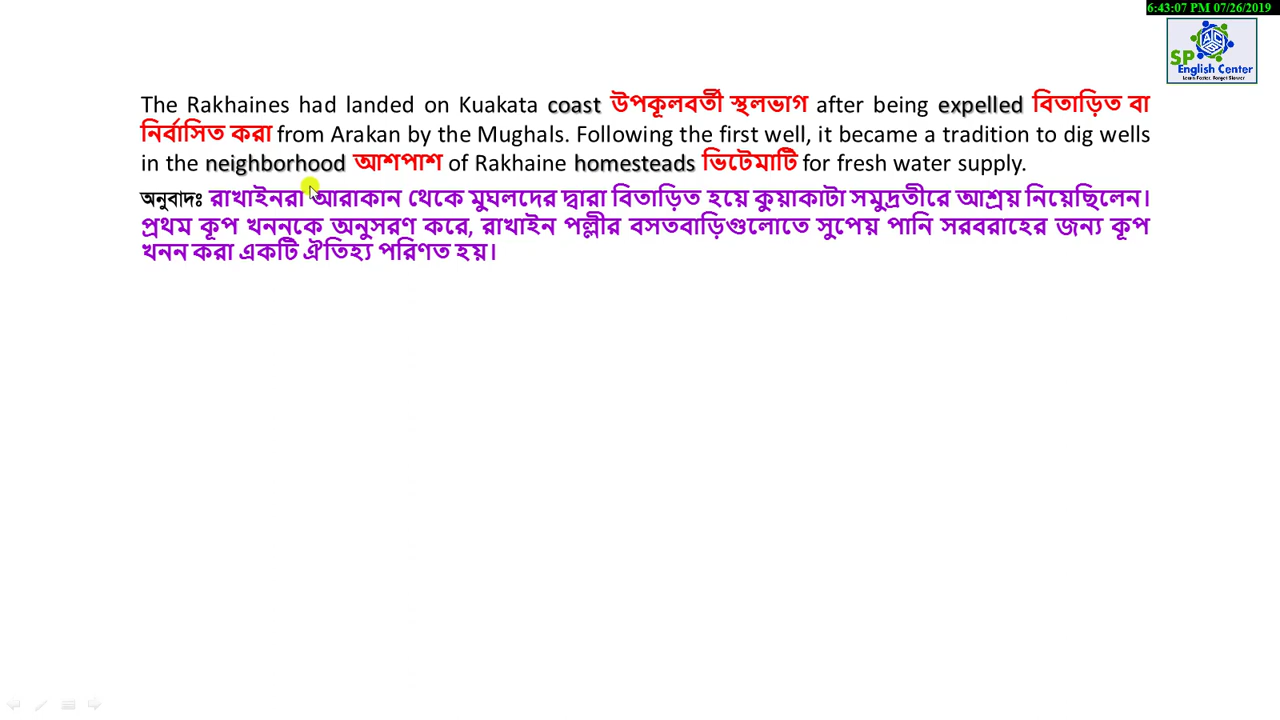 6:43:07 PM 07/26/2019
SP
English Center
Learn Faster, Forget Slower
The Rakhaines had landed on Kuakata coast উপকূলবর্তী স্থলভাগ after being expelled বিতাড়িত বা
নির্বাসিত করা from Arakan by the Mughals. Following the first well, it became a tradition to dig wells
in the neighborhood আশপাশ of Rakhaine homesteads ভিটেমাটি for fresh water supply.
অনুবাদঃ রাখাইনরা আরাকান থেকে মুঘলদের দ্বারা বিতাড়িত হয়ে কুয়াকাটা সমুদ্রতীরে আশ্রয় নিয়েছিলেন।
প্রথম কূপ খননকে অনুসরণ করে, রাখাইন পল্লীর বসতবাড়িগুলোতে সুপেয় পানি সরবরাহের জন্য কূপ
খনন করা একটি ঐতিহ্য পরিণত হয়।